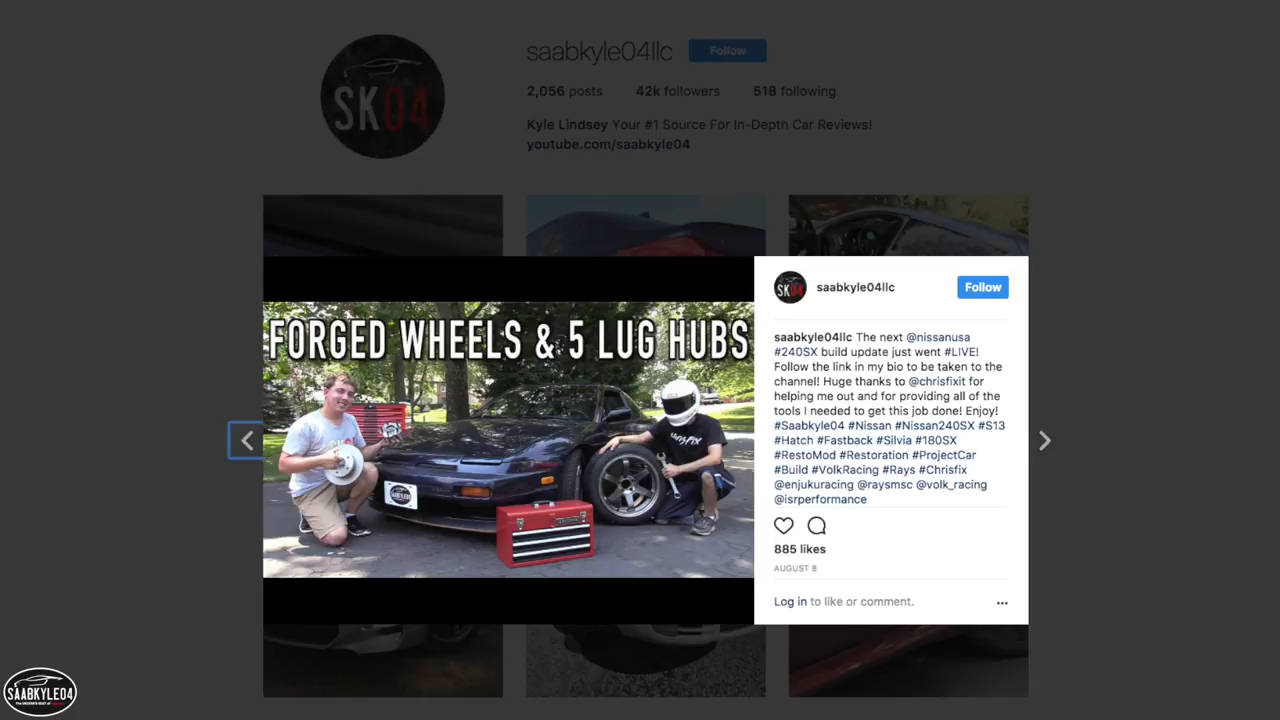 SK04
saabkyle04llc
Follow
2,056 posts 42k followers 518 following
Kyle Lindsey Your #1 Source For In-Depth Car Reviews!
youtube.com/saabkyle04
FORGED WHEELS & 5 LUG HUBS
SAABKYLE04
CHRISFIX
SK04
saabkyle04llc
Follow
saabkyle04llc The next @nissanusa
#240SX build update just went #LIVE!
Follow the link in my bio to be taken to the
channel! Huge thanks to @chrisfixit for
helping me out and for providing all of the
tools I needed to get this job done! Enjoy!
#Saabkyle04 #Nissan #Nissan240SX #S13
#Hatch #Fastback #Silvia #180SX
#RestoMod #Restoration #ProjectCar
#Build #VolkRacing #Rays #Chrisfix
@enjukuracing @raysmsc @volk_racing
@isrperformance
885 likes
AUGUST 8
Log in to like or comment.
SAABKYLE04